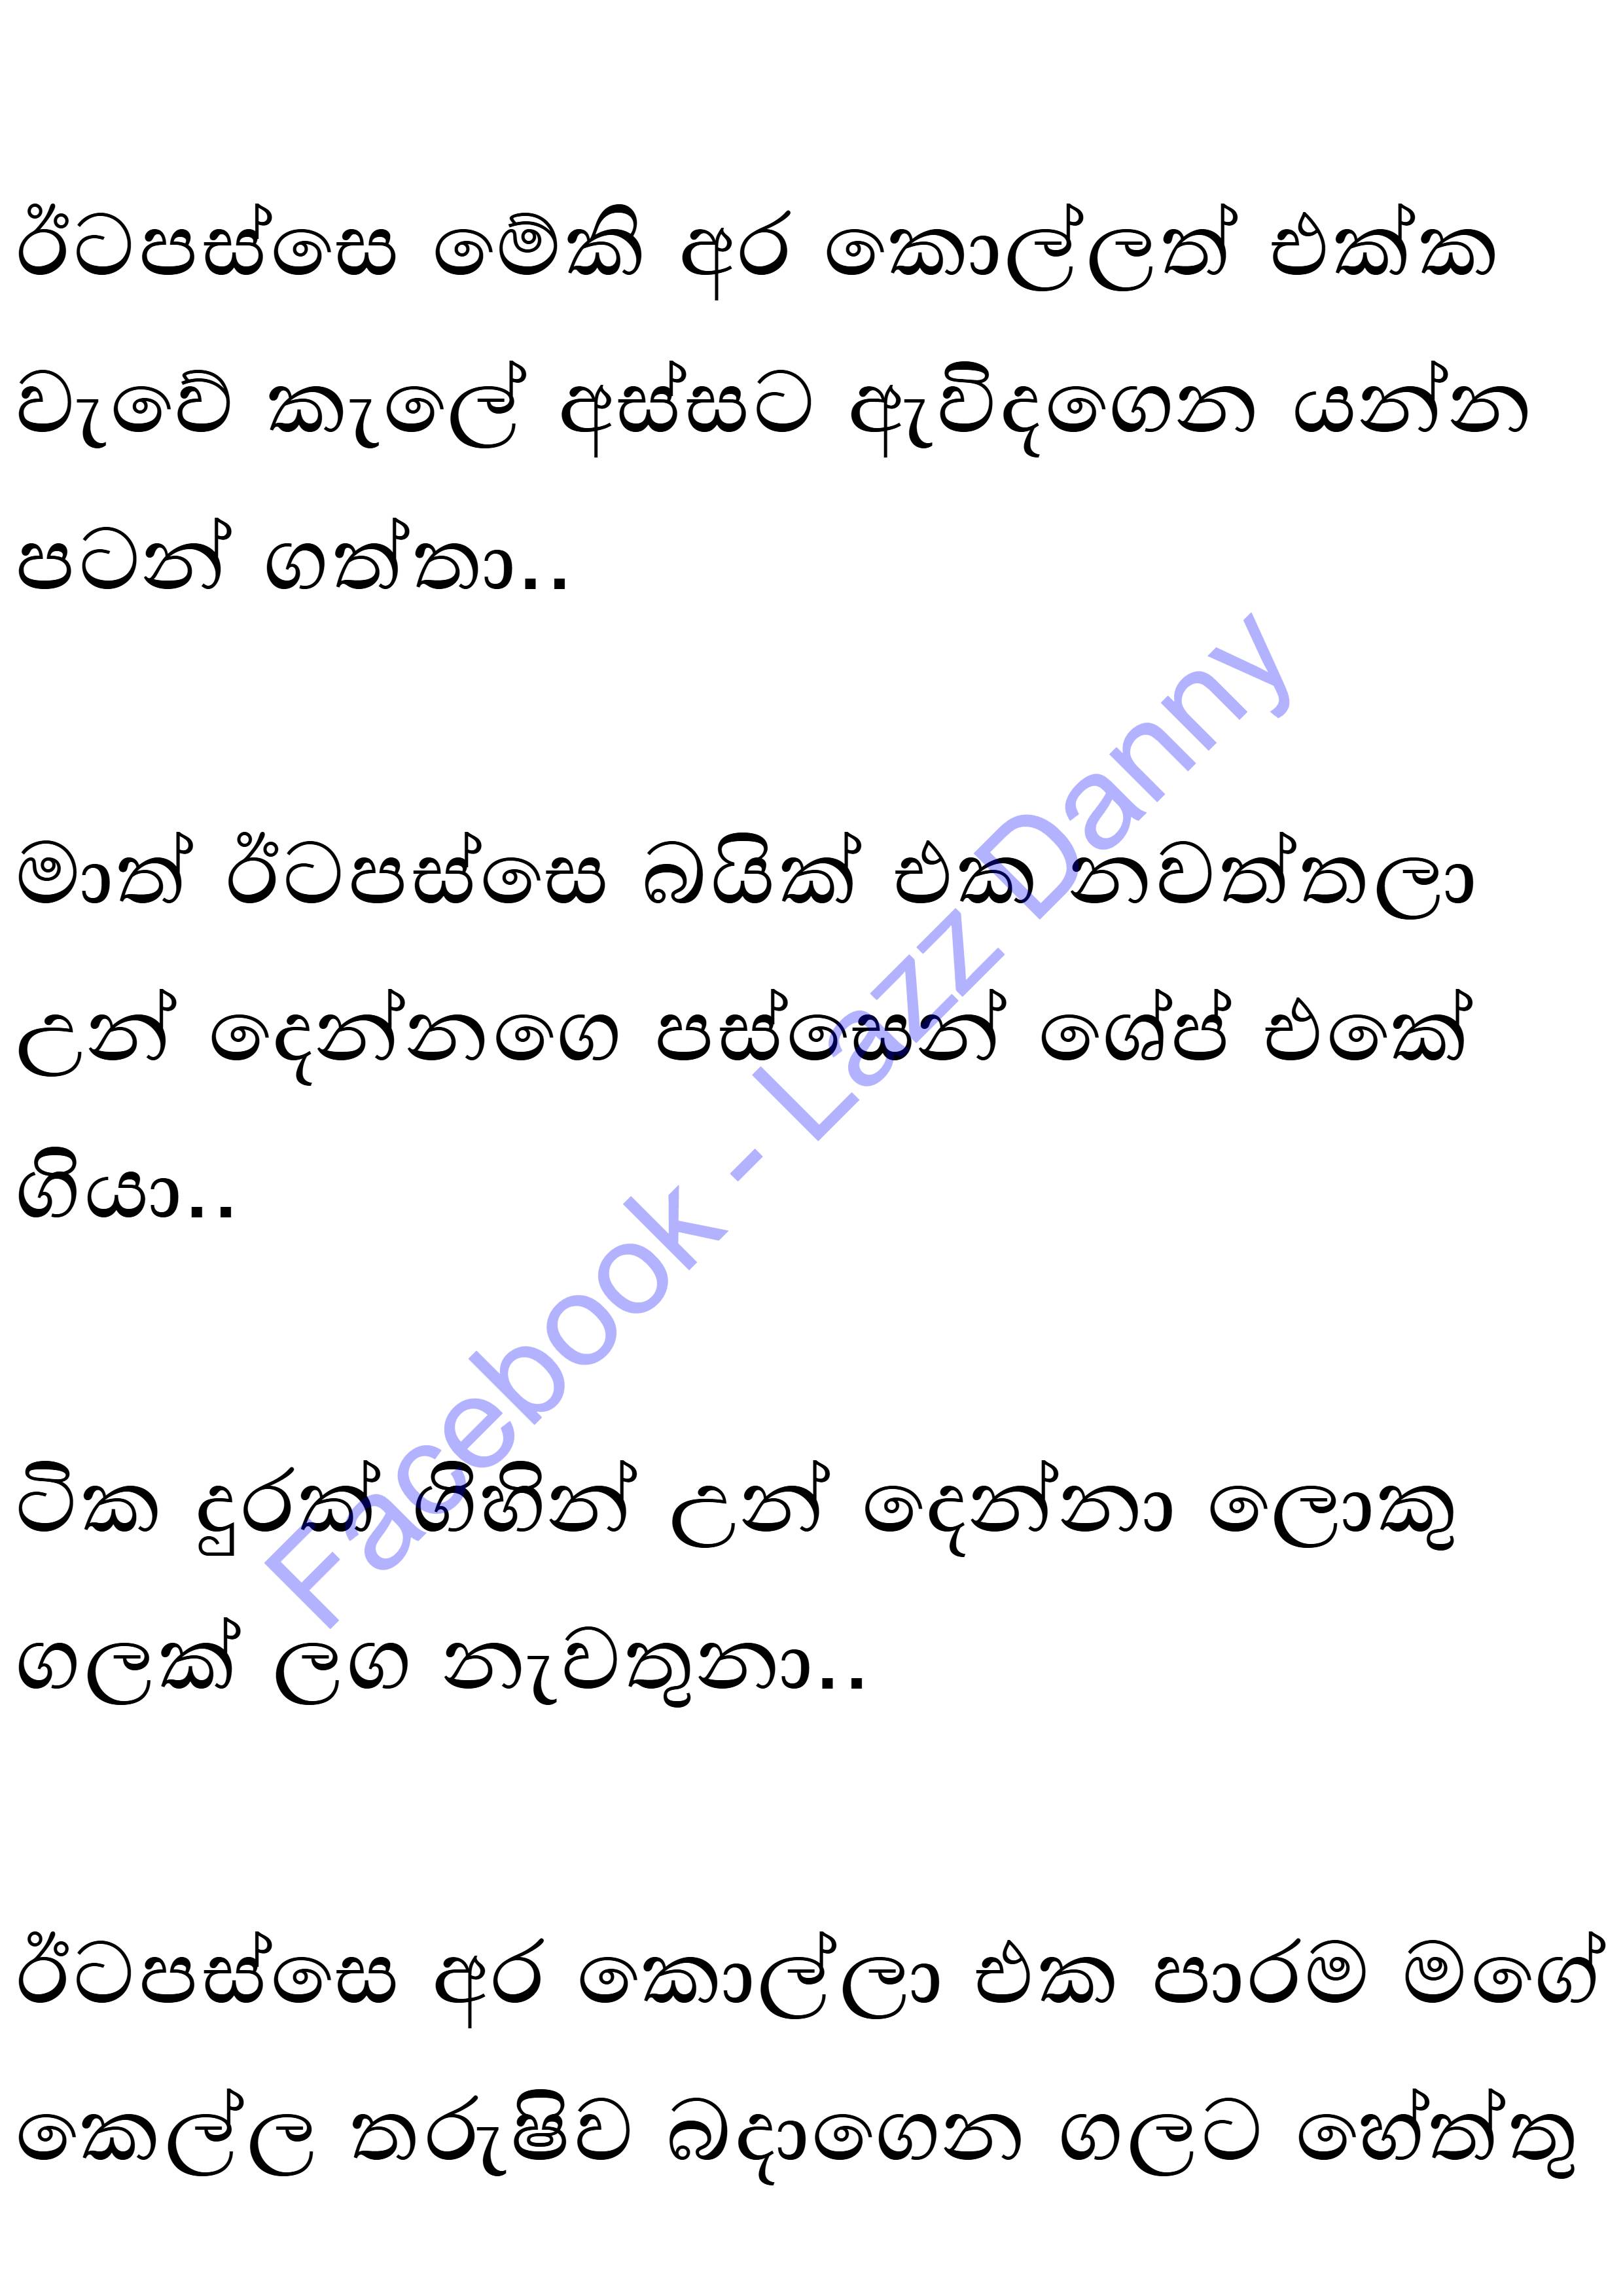 ඊටපස්සෙ මේකී අර කොල්ලත් එක්ක
වැවේ කැලේ අස්සට ඇවිදගෙන යන්න
පටන් ගත්තා..
මාත් ඊටපස්සෙ බයික් එක නවත්තලා
උන් දෙන්නගෙ පස්සෙන් ශේප් එකේ
ගියා..
ටික දුරක් ගිහින් උන් දෙන්නා ලොකු
ගලක් ලග නැවතුනා..
ඊටපස්සෙ අර කොල්ලා එක පාරම මගේ
කෙල්ල තරුෂිව බදාගෙන ගලට හේත්තු
Facebook - Lazz Danny